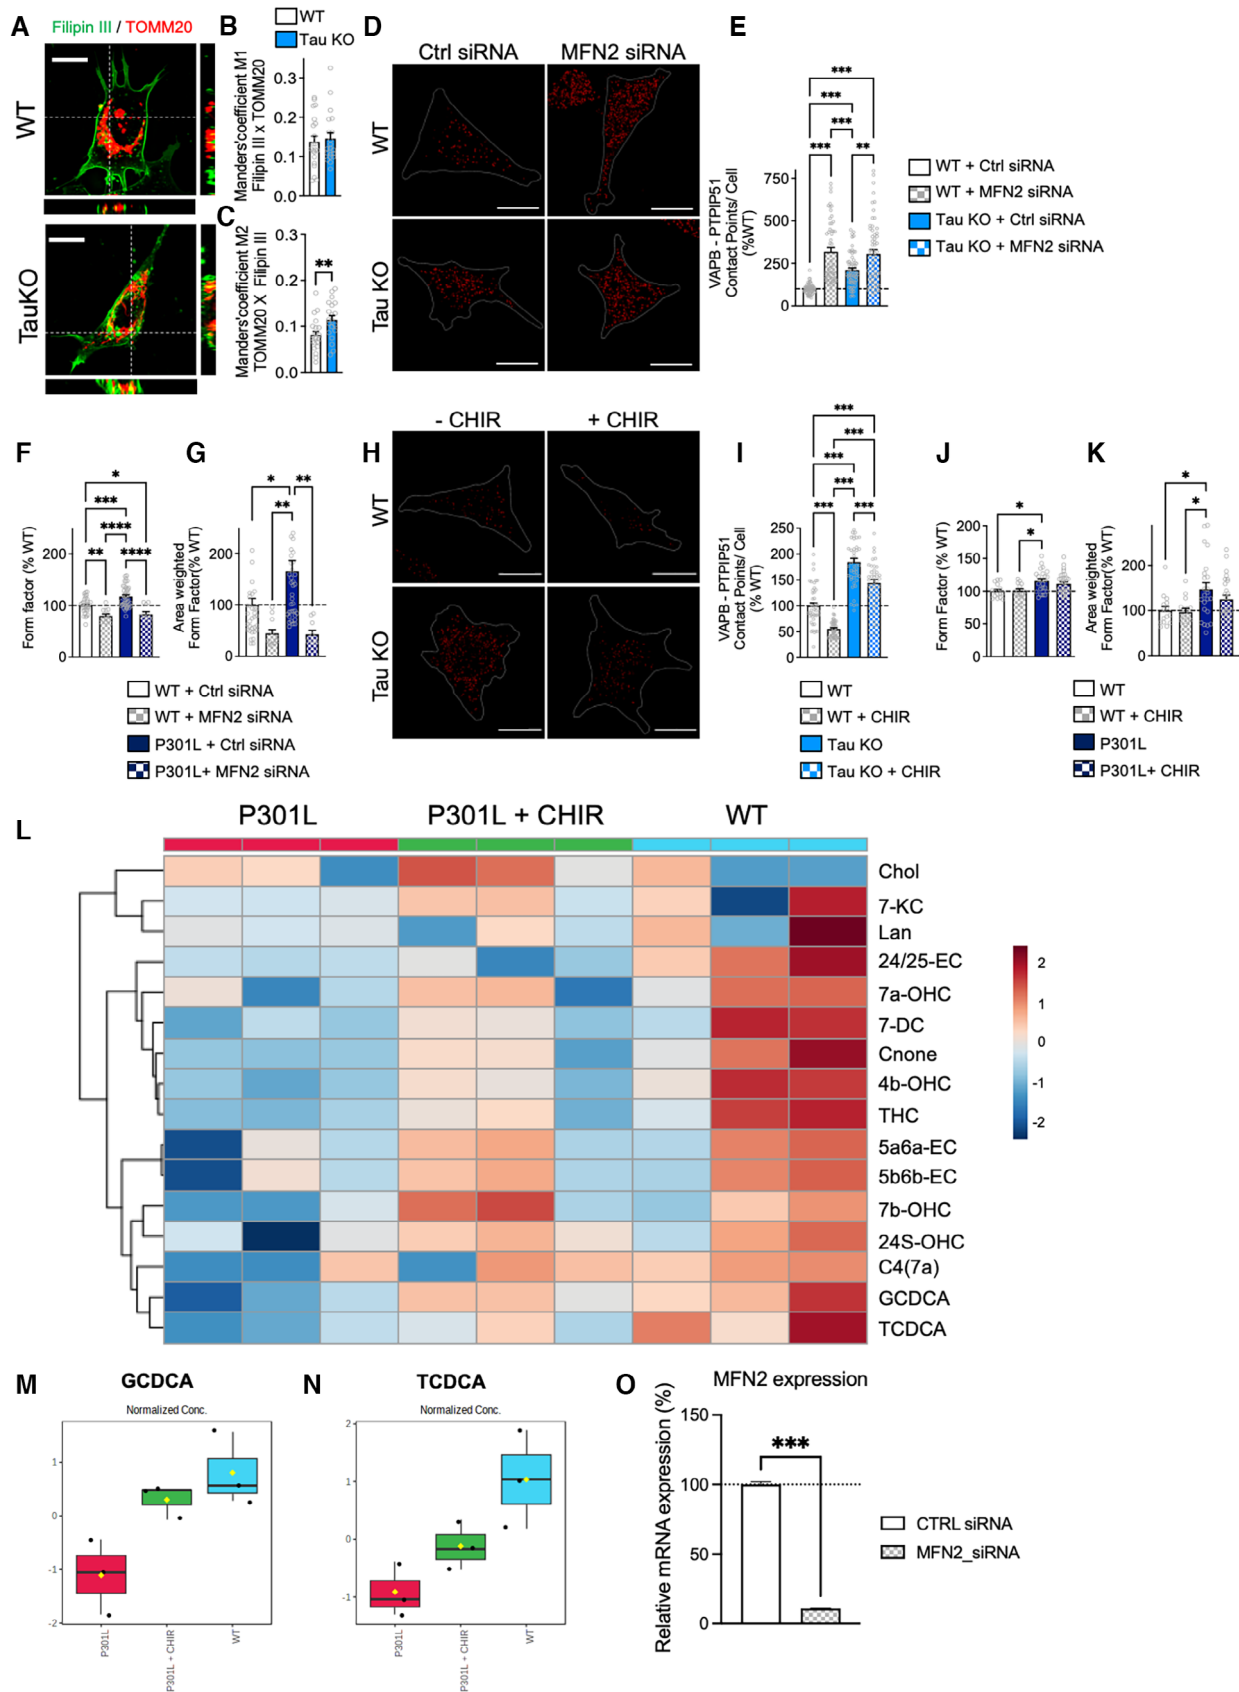 A
Filipin III / TOMM20
WT
TauKO
B
WT
Tau KO
Manders'coefficient M1
Filipin III x TOMM20
0.3
0.2
0.1
0.0
C
Manders'coefficient M2
TOMM20 X Filipin III
0.3
0.2
0.1
0.0
**
D
Ctrl siRNA
MFN2 siRNA
WT
Tau KO
E
***
***
***
***
**
VAPB - PTPIP51
Contact Points/ Cell
(%WT)
750
500
250
0
WT + Ctrl siRNA
WT + MFN2 siRNA
Tau KO + Ctrl siRNA
Tau KO + MFN2 siRNA
F
*
***
****
**
****
Form factor (% WT)
200
100
0
G
*
**
**
Area weighted
Form Factor(% WT)
200
100
0
WT + Ctrl siRNA
WT + MFN2 siRNA
P301L + Ctrl siRNA
P301L+ MFN2 siRNA
H
- CHIR
+ CHIR
WT
Tau KO
I
***
***
***
***
***
***
VAPB - PTPIP51
Contact Points/ Cell
(% WT)
250
200
150
100
50
0
WT
WT + CHIR
Tau KO
Tau KO + CHIR
J
*
*
Form Factor (% WT)
200
150
100
50
0
K
*
*
Area weighted
Form Factor(% WT)
200
100
0
WT
WT + CHIR
P301L
P301L+ CHIR
L
P301L
P301L + CHIR
WT
Chol
7-KC
Lan
24/25-EC
7a-OHC
7-DC
Cnone
4b-OHC
THC
5a6a-EC
5b6b-EC
7b-OHC
24S-OHC
C4(7a)
GCDCA
TCDCA
2
1
0
-1
-2
M
GCDCA
Normalized Conc.
1
0
-1
-2
P301L
P301L + CHIR
WT
N
TCDCA
Normalized Conc.
2
1
0
-1
P301L
P301L + CHIR
WT
O
MFN2 expression
Relative mRNA expression (%)
150
100
50
0
***
CTRL siRNA
MFN2_siRNA